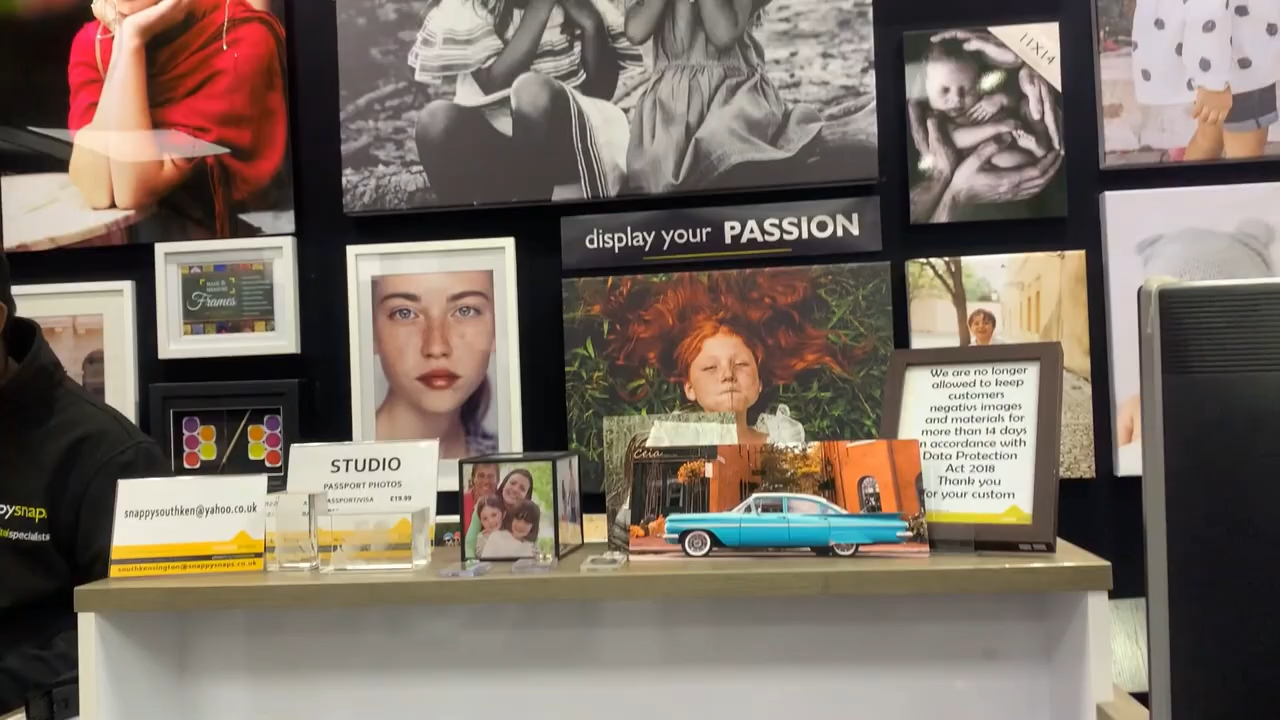 11X14
display your PASSION
Frames
Ceia
We are no longer
allowed to keep
customers
negativs images
and materials for
more than 14 days
in accordance with
Data Protection
Act 2018
Thank you
for your custom
STUDIO
PASSPORT PHOTOS
PASSPORT/VISA £19.99
snappysouthken@yahoo.co.uk
southkensington@snappysnaps.co.uk
pysnap
specialists